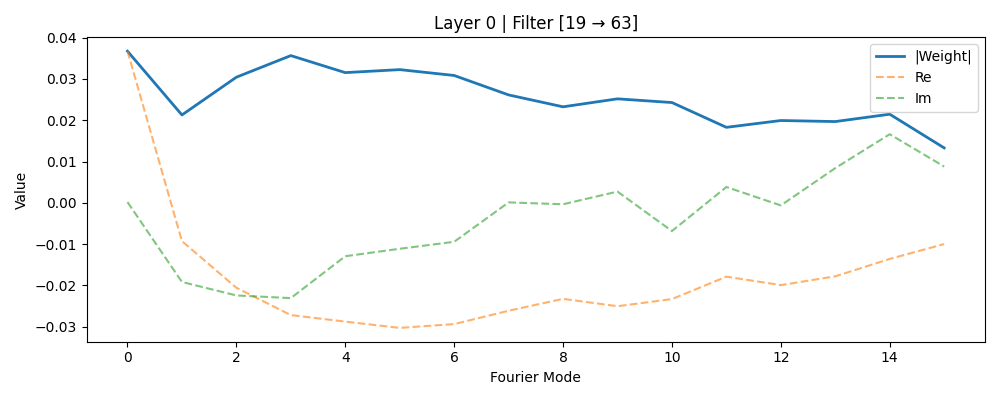 Layer 0 | Filter [19 → 63]
0.04
0.03
0.02
0.01
0.00
−0.01
−0.02
−0.03
Value
|Weight|
Re
Im
0 2 4 6 8 10 12 14
Fourier Mode